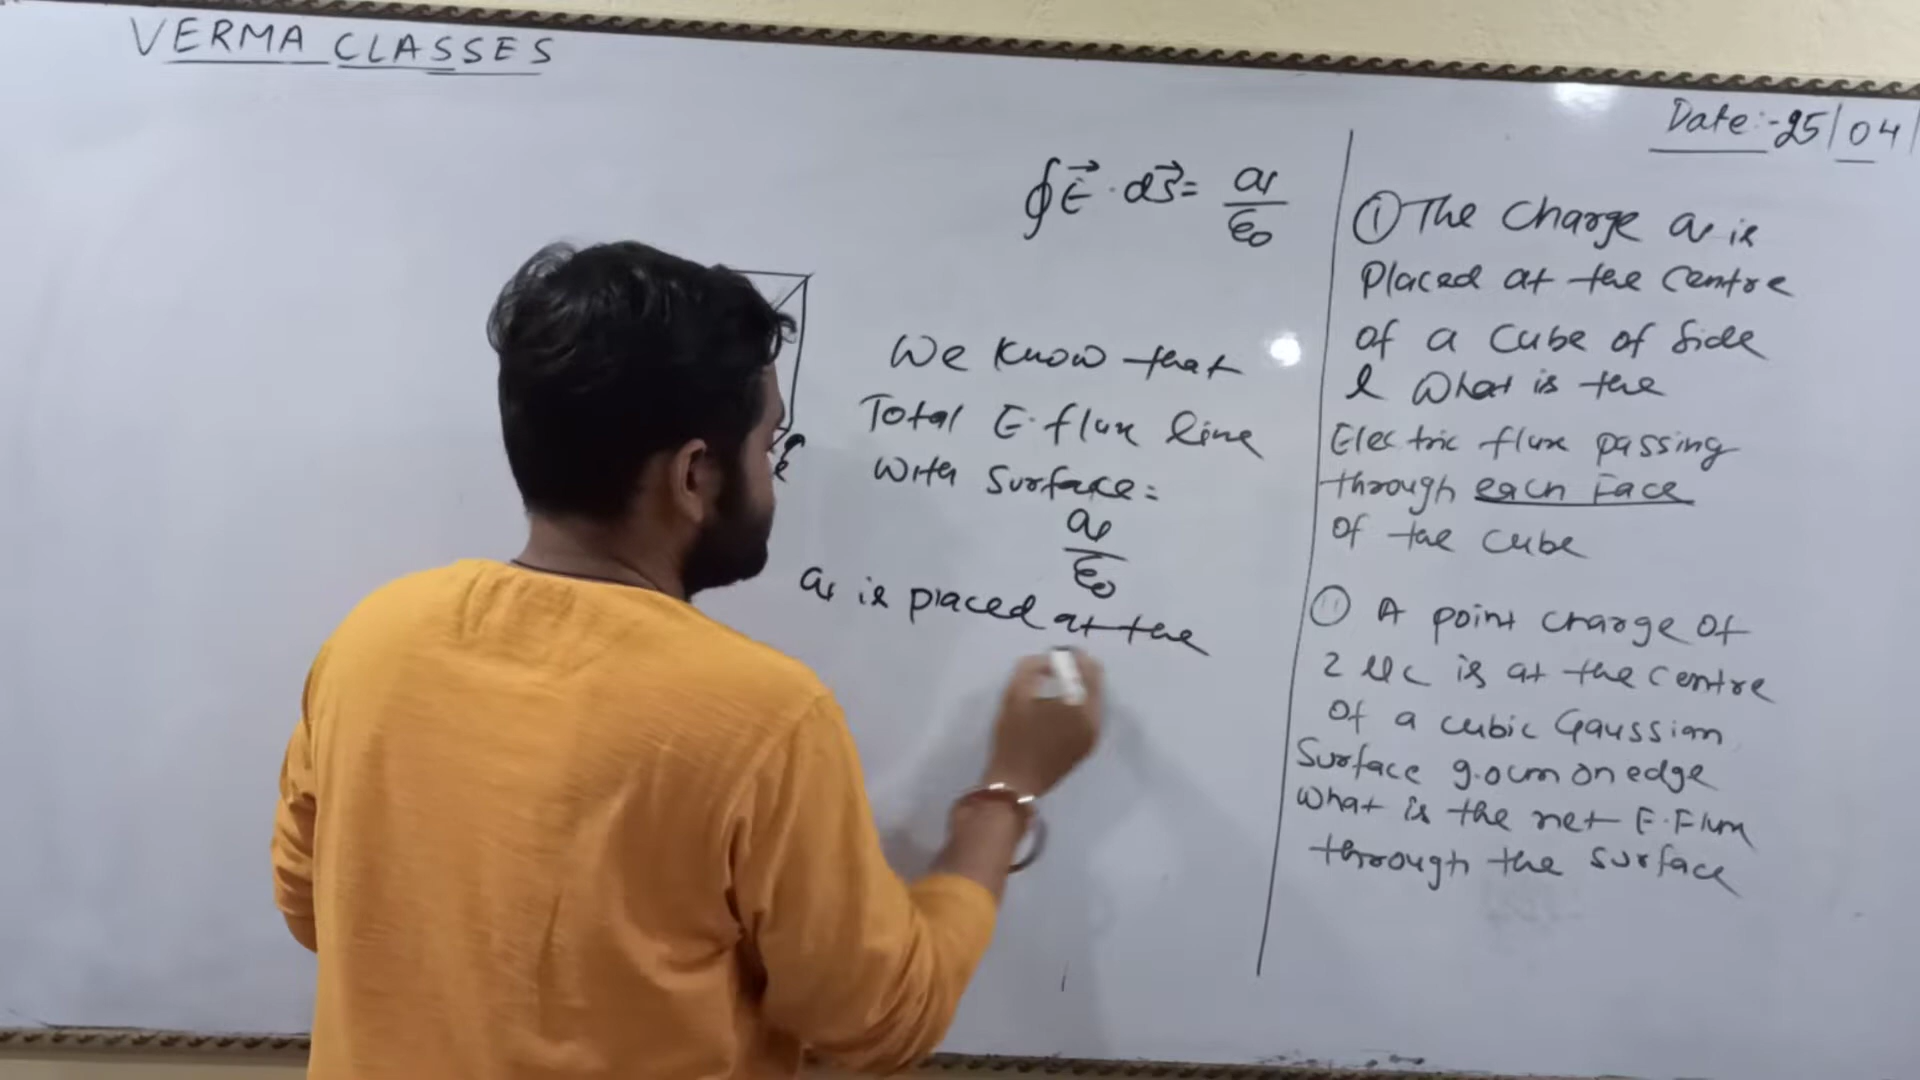 VERMA CLASSES
Date:-25/04/
∮E⃗·dS⃗= q/ε₀
We know that
Total E.flux line
with Surface=
q/ε₀
q is placed at the
① The Charge q is
Placed at the Centre
of a Cube of Side
l What is the
Electric flux passing
through each Face
of the cube
② A point charge of
2 μc is at the centre
of a cubic Gaussian
Surface 9.0cm on edge
what is the net E.Flux
through the surface